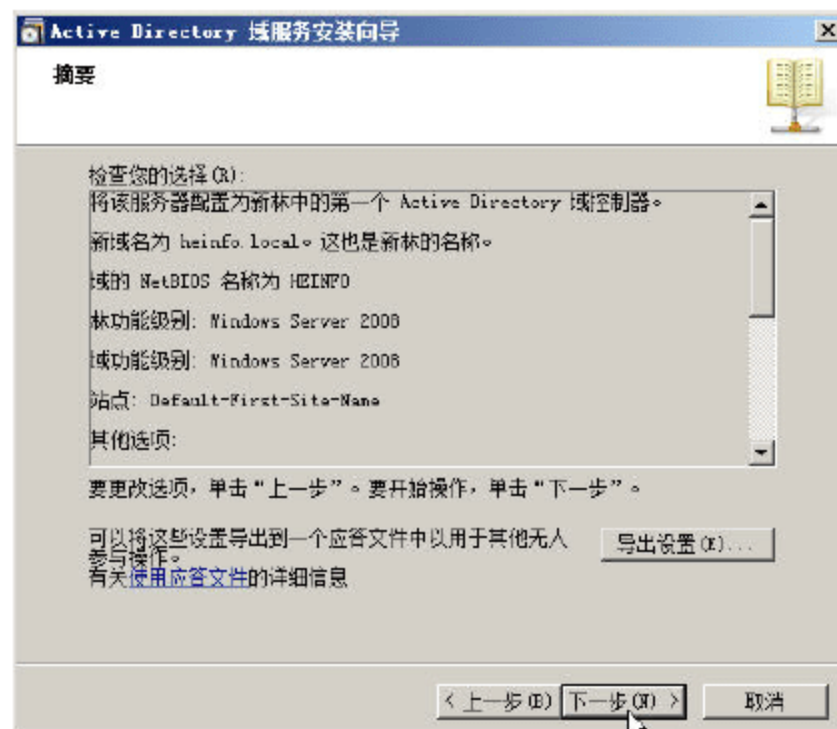 Active Directory 域服务安装向导
摘要
检查您的选择(R):
将该服务器配置为新林中的第一个 Active Directory 域控制器。
新域名为 heinfo.local。这也是新林的名称。
域的 NetBIOS 名称为 HEINFO
林功能级别: Windows Server 2008
域功能级别: Windows Server 2008
站点: Default-First-Site-Name
其他选项:
要更改选项，单击“上一步”。要开始操作，单击“下一步”。
可以将这些设置导出到一个应答文件中以用于其他无人
参与操作。
导出设置(E)...
有关使用应答文件的详细信息
< 上一步(B)
下一步(N) >
取消